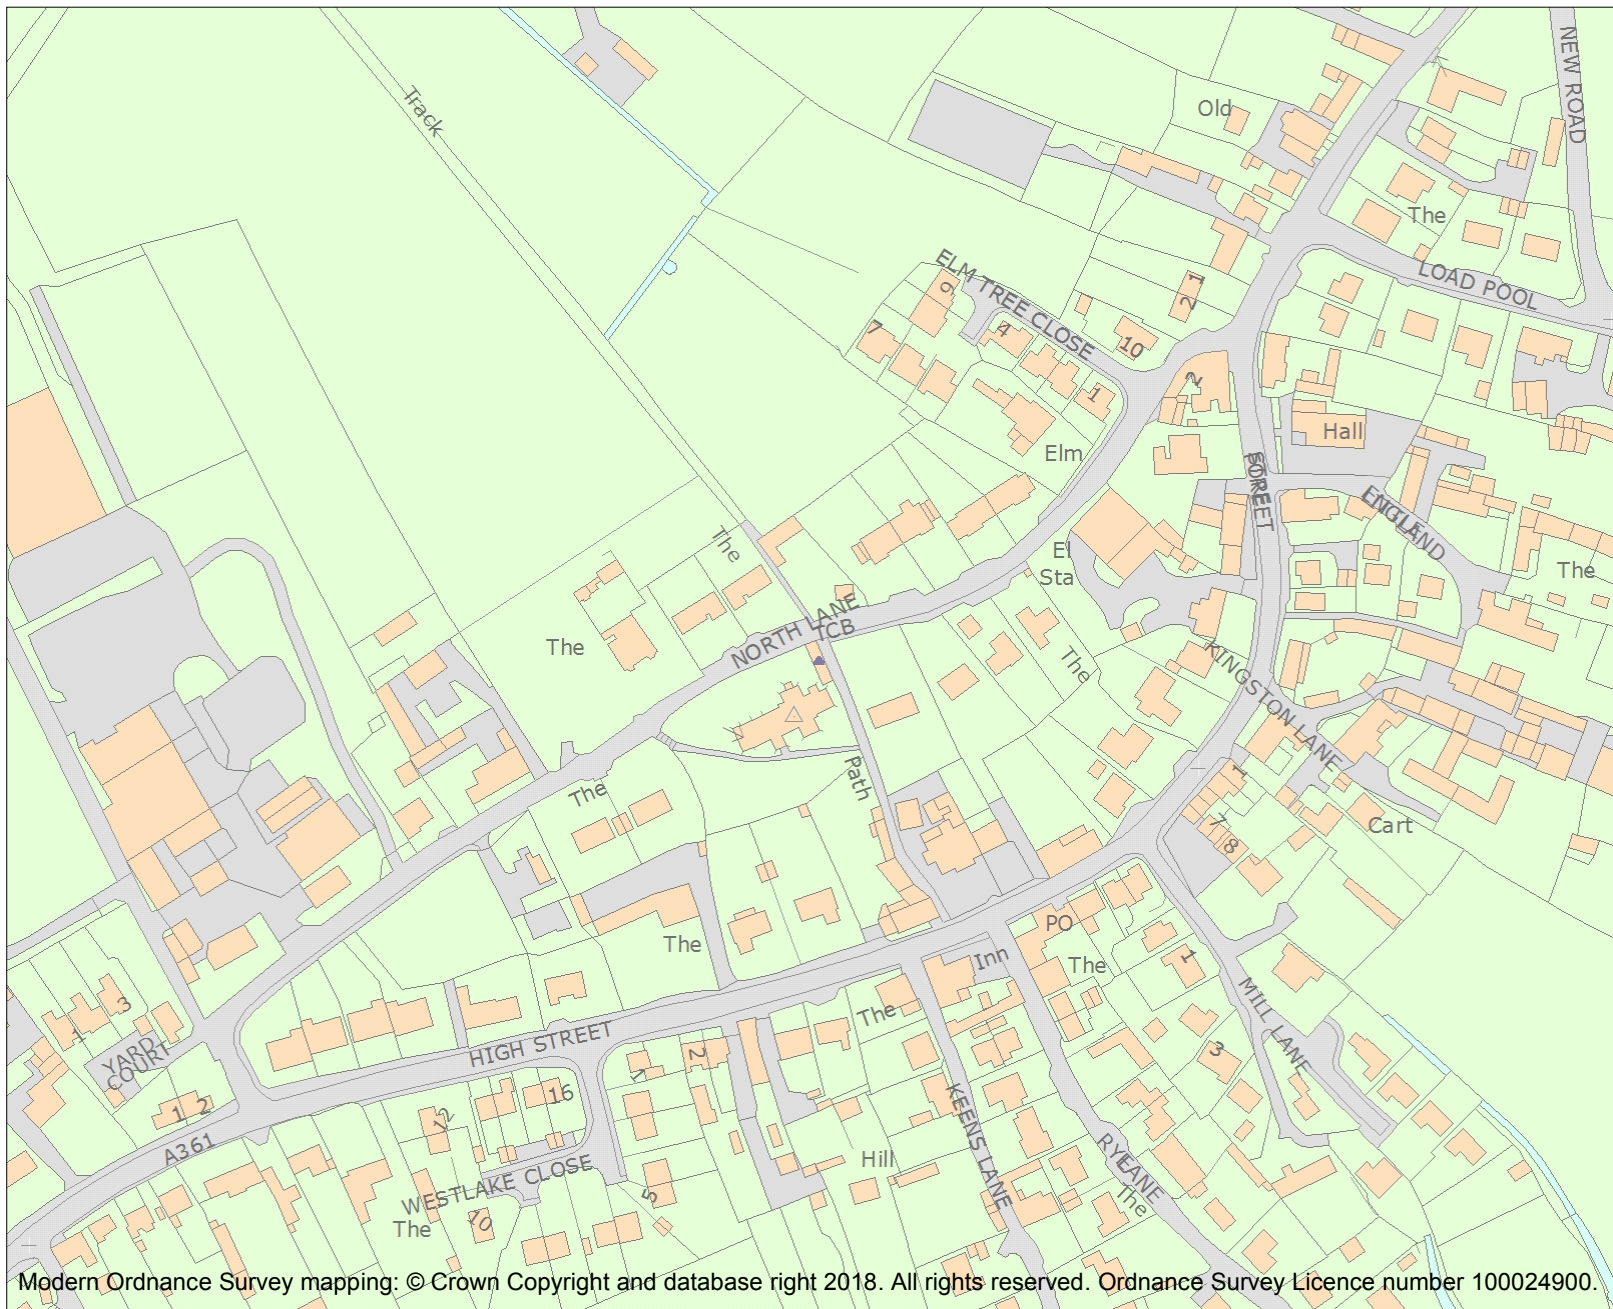 NEW ROAD
Track
Old
The
ELM TREE CLOSE
LOAD POOL
9
1
2
7
4
10
1
2
Hall
Elm
STREET
ENGLAND
The
El
Sta
The
NORTH LANE
TCB
The
The
KINGSTON LANE
Path
The
1
7
8
Cart
PO
The
Inn
The
1
3
1
YARD
COURT
The
MILL LANE
HIGH STREET
2
1
3
16
12
1 2
KEENS LANE
A361
Hill
RYE
LANE
The
WESTLAKE CLOSE
5
The
10
Modern Ordnance Survey mapping: © Crown Copyright and database right 2018. All rights reserved. Ordnance Survey Licence number 100024900.